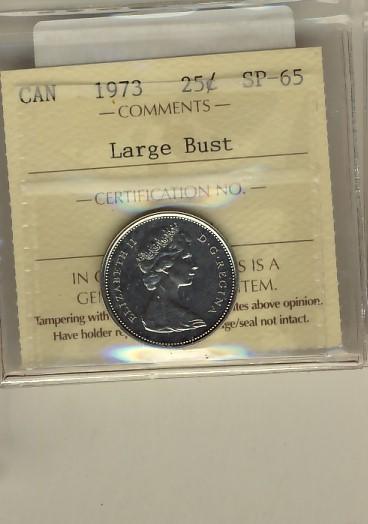 CAN 1973 25¢ SP-65
— COMMENTS —
Large Bust
— CERTIFICATION NO. —
ELIZABETH II D·G·REGINA
IS A
TEM.
Tampering with tes above opinion.
Have holder ge/seal not intact.